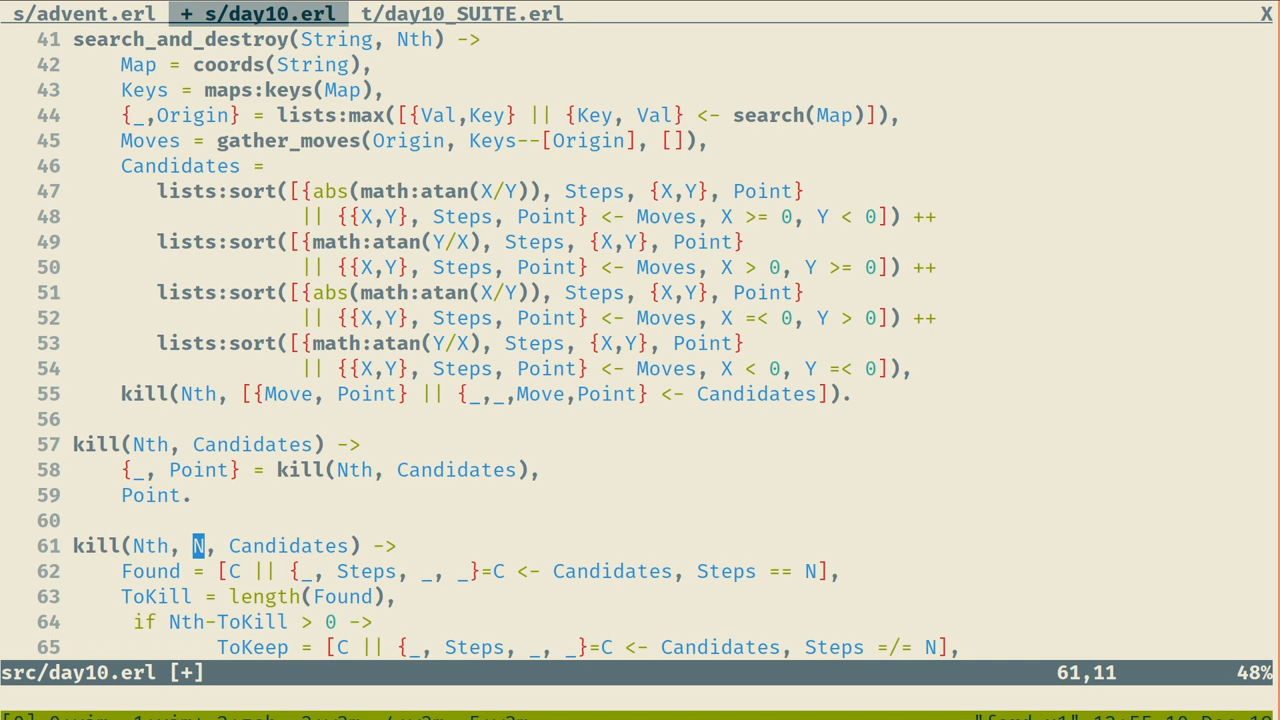 s/advent.erl + s/day10.erl t/day10_SUITE.erl X
41 search_and_destroy(String, Nth) ->
42     Map = coords(String),
43     Keys = maps:keys(Map),
44     {_,Origin} = lists:max([{Val,Key} || {Key, Val} <- search(Map)]),
45     Moves = gather_moves(Origin, Keys--[Origin], []),
46     Candidates =
47        lists:sort([{abs(math:atan(X/Y)), Steps, {X,Y}, Point}
48                    || {{X,Y}, Steps, Point} <- Moves, X >= 0, Y < 0]) ++
49        lists:sort([{math:atan(Y/X), Steps, {X,Y}, Point}
50                    || {{X,Y}, Steps, Point} <- Moves, X > 0, Y >= 0]) ++
51        lists:sort([{abs(math:atan(X/Y)), Steps, {X,Y}, Point}
52                    || {{X,Y}, Steps, Point} <- Moves, X =< 0, Y > 0]) ++
53        lists:sort([{math:atan(Y/X), Steps, {X,Y}, Point}
54                    || {{X,Y}, Steps, Point} <- Moves, X < 0, Y =< 0]),
55     kill(Nth, [{Move, Point} || {_,_,Move,Point} <- Candidates]).
56
57 kill(Nth, Candidates) ->
58     {_, Point} = kill(Nth, Candidates),
59     Point.
60
61 kill(Nth, N, Candidates) ->
62     Found = [C || {_, Steps, _, _}=C <- Candidates, Steps == N],
63     ToKill = length(Found),
64      if Nth-ToKill > 0 ->
65             ToKeep = [C || {_, Steps, _, _}=C <- Candidates, Steps =/= N],
src/day10.erl [+] 61,11 48%